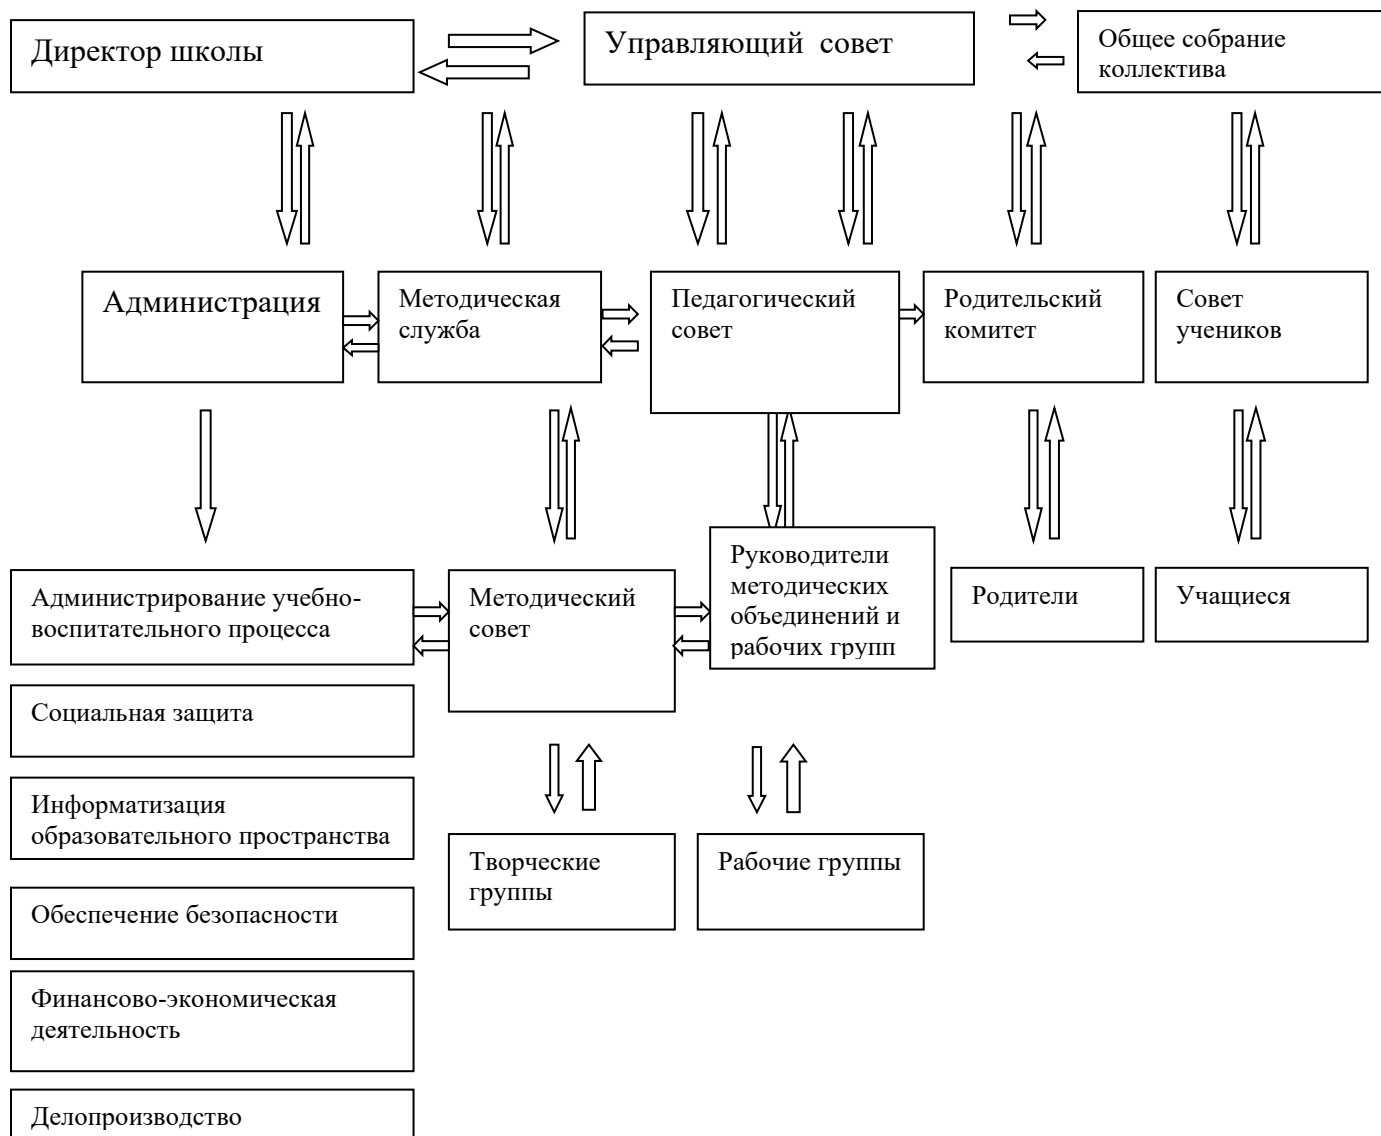 Директор школы
Управляющий совет
Общее собрание
коллектива
Администрация
Методическая
служба
Педагогический
совет
Родительский
комитет
Совет
учеников
Администрирование учебно-
воспитательного процесса
Методический
совет
Руководители
методических
объединений и
рабочих групп
Родители
Учащиеся
Социальная защита
Информатизация
образовательного пространства
Творческие
группы
Рабочие группы
Обеспечение безопасности
Финансово-экономическая
деятельность
Делопроизводство